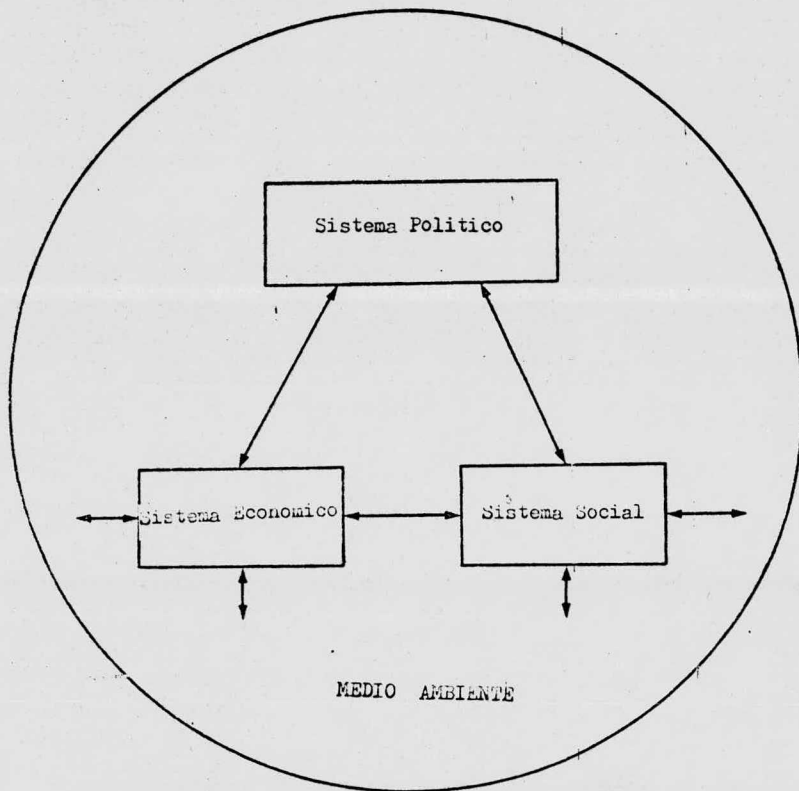 Sistema Politico
Sistema Economico
Sistema Social
MEDIO AMBIENTE